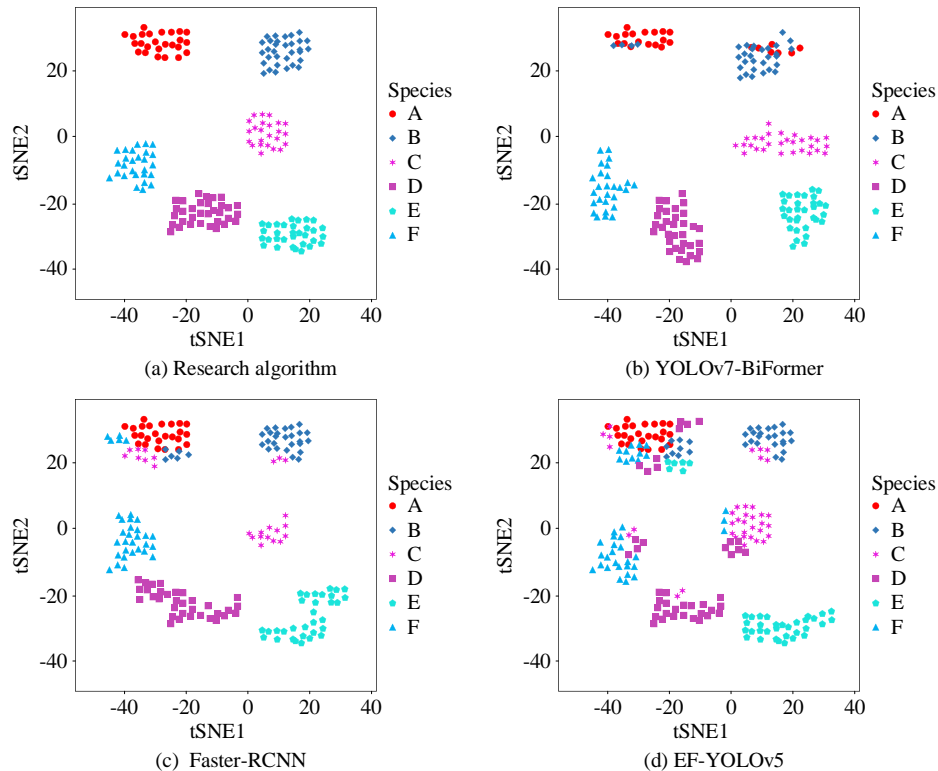 20
0
-20
-40
tSNE2
-40
-20
0
20
40
tSNE1
Species
A
B
C
D
E
F
(a) Research algorithm
20
0
-20
-40
tSNE2
-40
-20
0
20
40
tSNE1
Species
A
B
C
D
E
F
(b) YOLOv7-BiFormer
20
0
-20
-40
tSNE2
-40
-20
0
20
40
tSNE1
Species
A
B
C
D
E
F
(c) Faster-RCNN
20
0
-20
-40
tSNE2
-40
-20
0
20
40
tSNE1
Species
A
B
C
D
E
F
(d) EF-YOLOv5